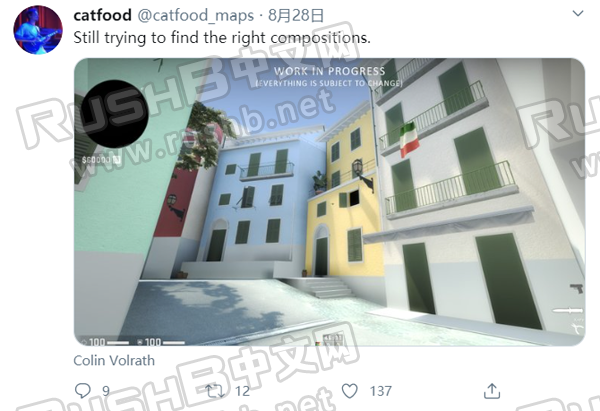 catfood @catfood_maps · 8月28日
Still trying to find the right compositions.
WORK IN PROGRESS
(EVERYTHING IS SUBJECT TO CHANGE)
$60000
100 100
Colin Volrath
9 12 137
RushB中文网
www.rushb.net